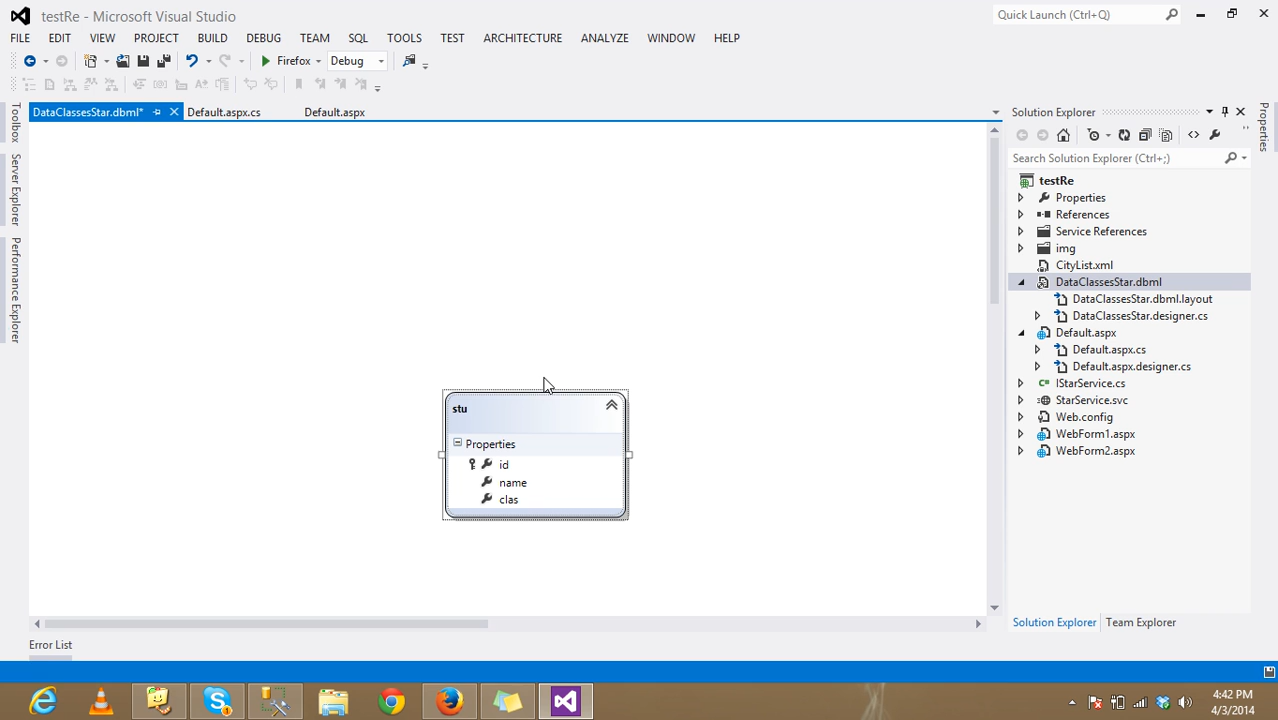 testRe - Microsoft Visual Studio
Quick Launch (Ctrl+Q)
FILE EDIT VIEW PROJECT BUILD DEBUG TEAM SQL TOOLS TEST ARCHITECTURE ANALYZE WINDOW HELP
Firefox Debug
DataClassesStar.dbml* Default.aspx.cs Default.aspx
Toolbox
Server Explorer
Performance Explorer
stu
Properties
id
name
clas
Solution Explorer
Search Solution Explorer (Ctrl+;)
testRe
Properties
References
Service References
img
CityList.xml
DataClassesStar.dbml
DataClassesStar.dbml.layout
DataClassesStar.designer.cs
Default.aspx
Default.aspx.cs
Default.aspx.designer.cs
IStarService.cs
StarService.svc
Web.config
WebForm1.aspx
WebForm2.aspx
Solution Explorer Team Explorer
Properties
Error List
4:42 PM
4/3/2014